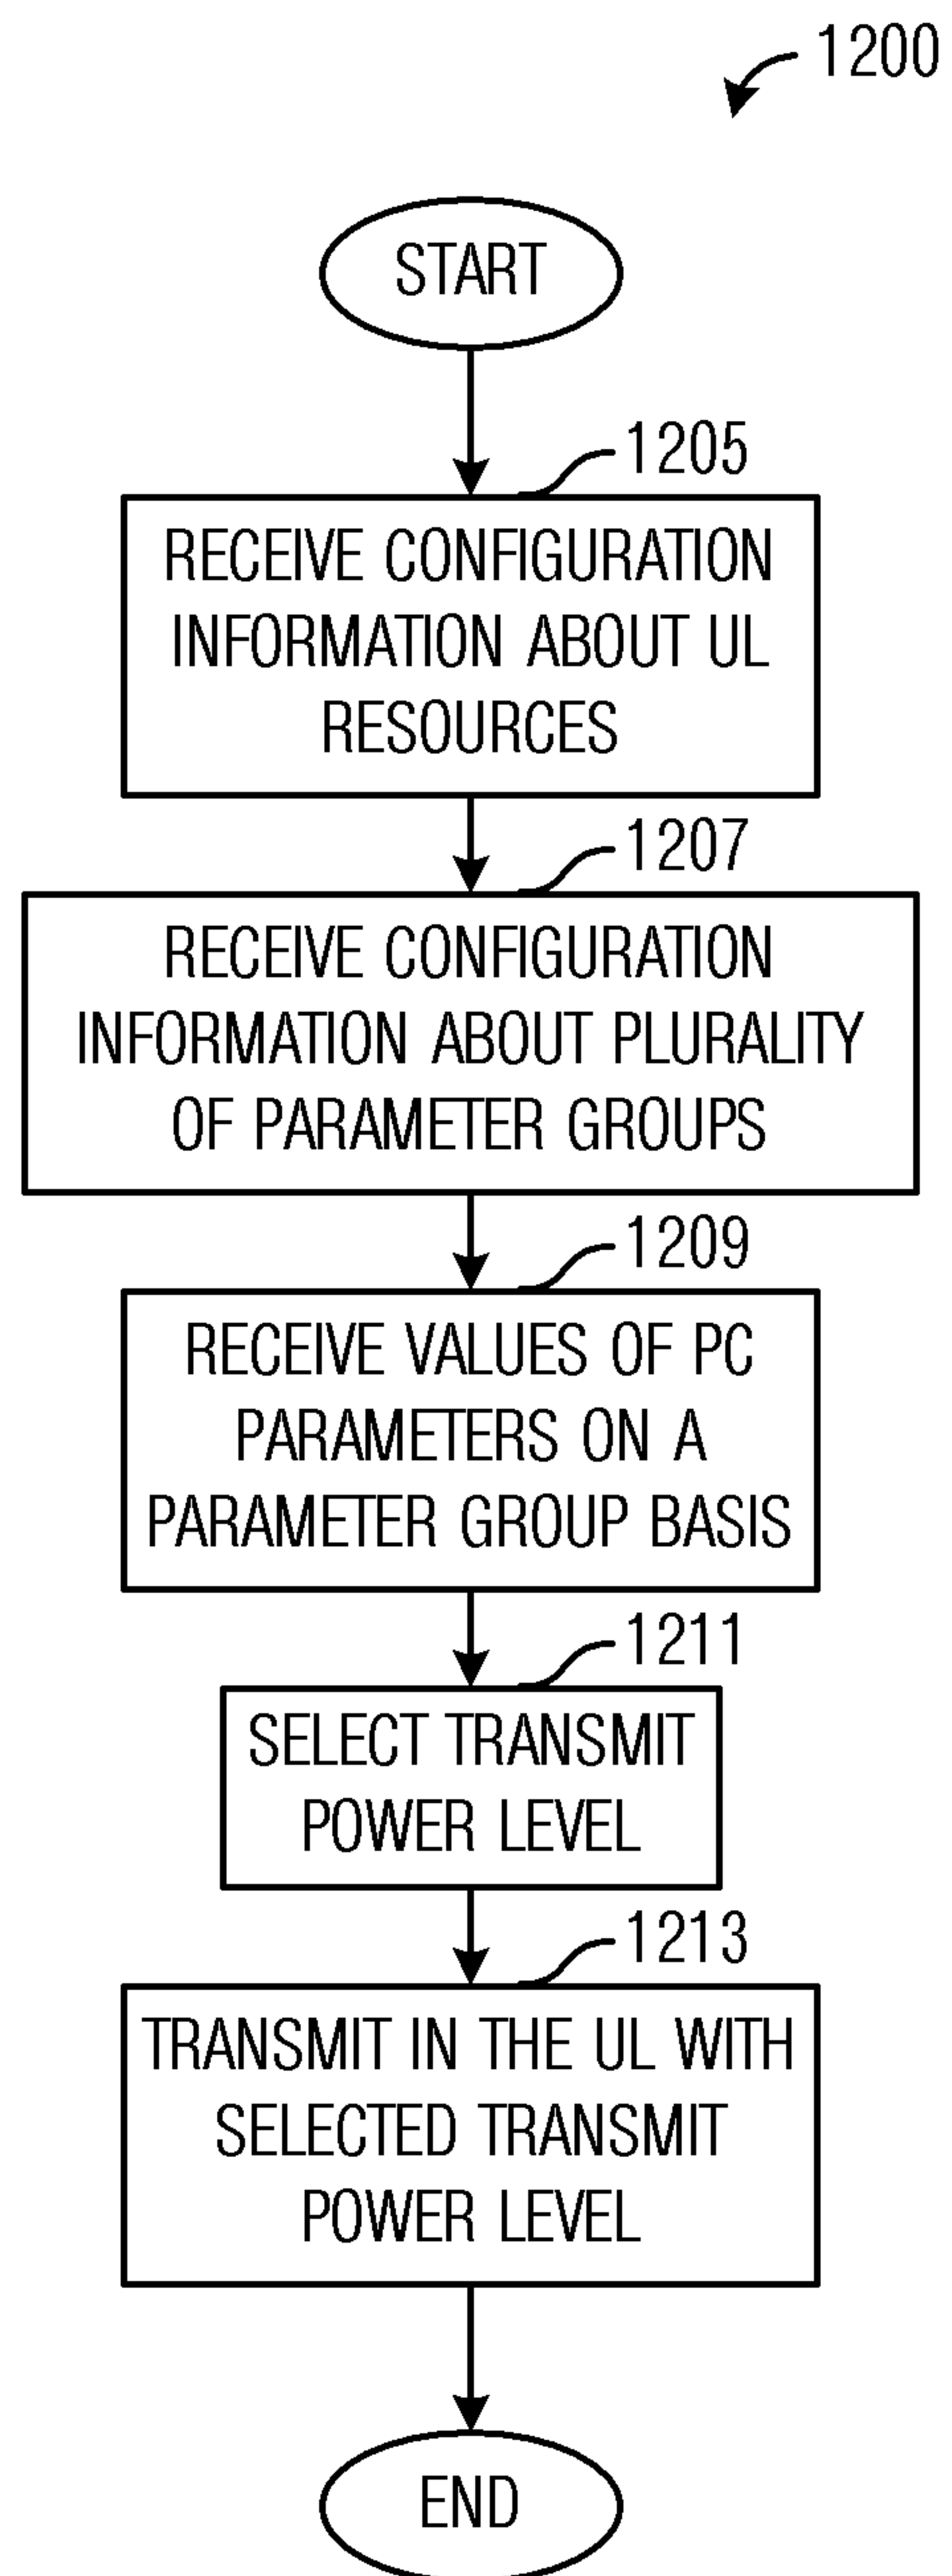 1200
START
1205
RECEIVE CONFIGURATION
INFORMATION ABOUT UL
RESOURCES
1207
RECEIVE CONFIGURATION
INFORMATION ABOUT PLURALITY
OF PARAMETER GROUPS
1209
RECEIVE VALUES OF PC
PARAMETERS ON A
PARAMETER GROUP BASIS
1211
SELECT TRANSMIT
POWER LEVEL
1213
TRANSMIT IN THE UL WITH
SELECTED TRANSMIT
POWER LEVEL
END